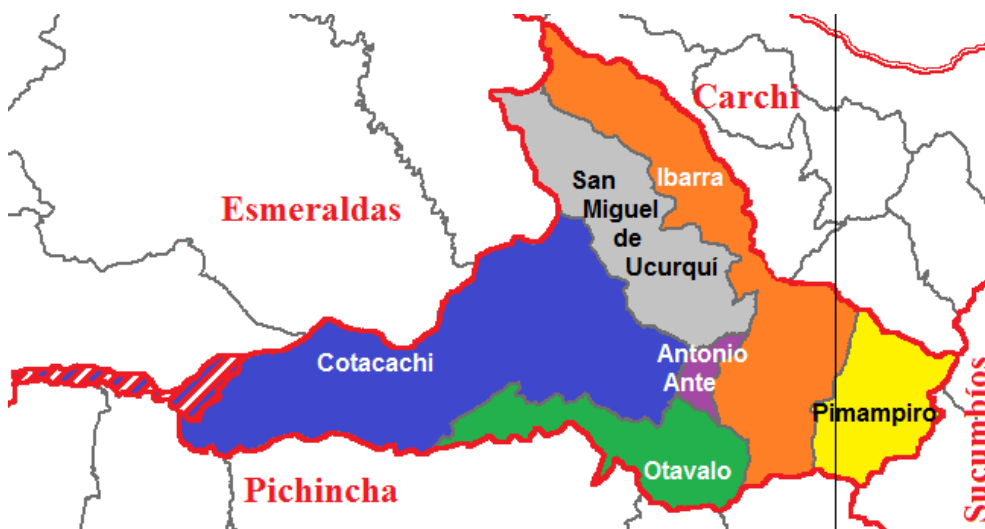 Carchi
Ibarra
San
Miguel
de
Ucurquí
Esmeraldas
Antonio
Ante
Cotacachi
Pimampiro
Otavalo
Pichincha
Sucumbíos